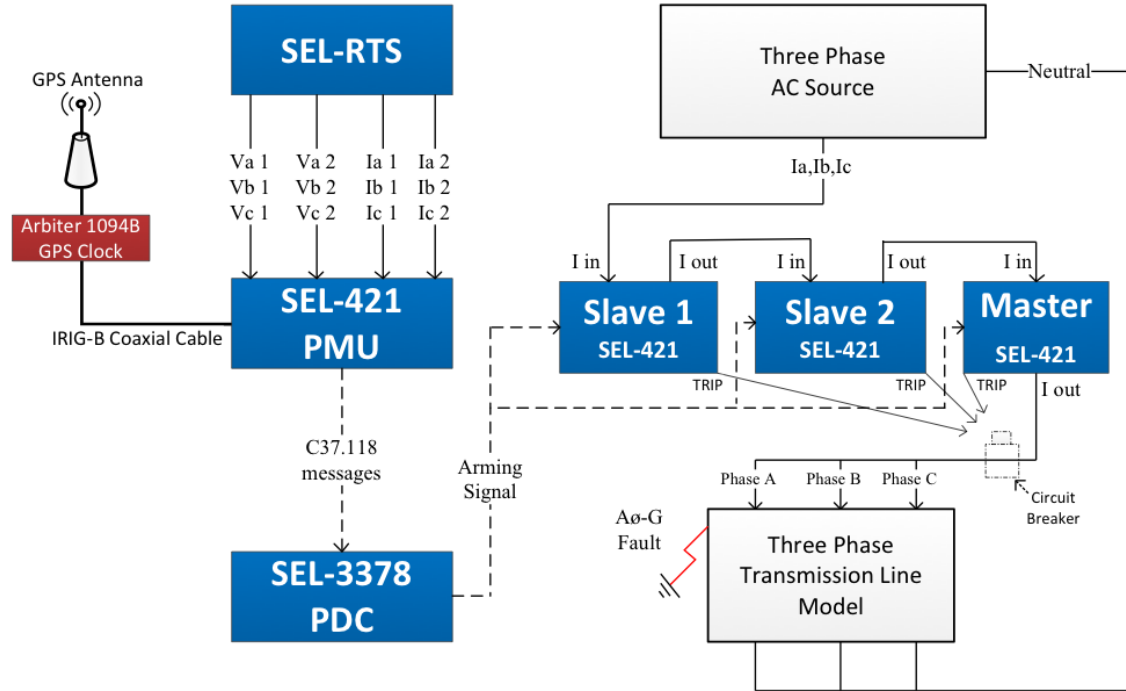 SEL-RTS
GPS Antenna
Va 1
Vb 1
Vc 1
Va 2
Vb 2
Vc 2
Ia 1
Ib 1
Ic 1
Ia 2
Ib 2
Ic 2
Arbiter 1094B
GPS Clock
SEL-421
PMU
IRIG-B Coaxial Cable
C37.118
messages
Arming
Signal
SEL-3378
PDC
Three Phase
AC Source
Neutral
Ia,Ib,Ic
I in
I out
I in
I out
I in
Slave 1
SEL-421
Slave 2
SEL-421
Master
SEL-421
TRIP
TRIP
TRIP
I out
Circuit
Breaker
Phase A
Phase B
Phase C
Aø-G
Fault
Three Phase
Transmission Line
Model